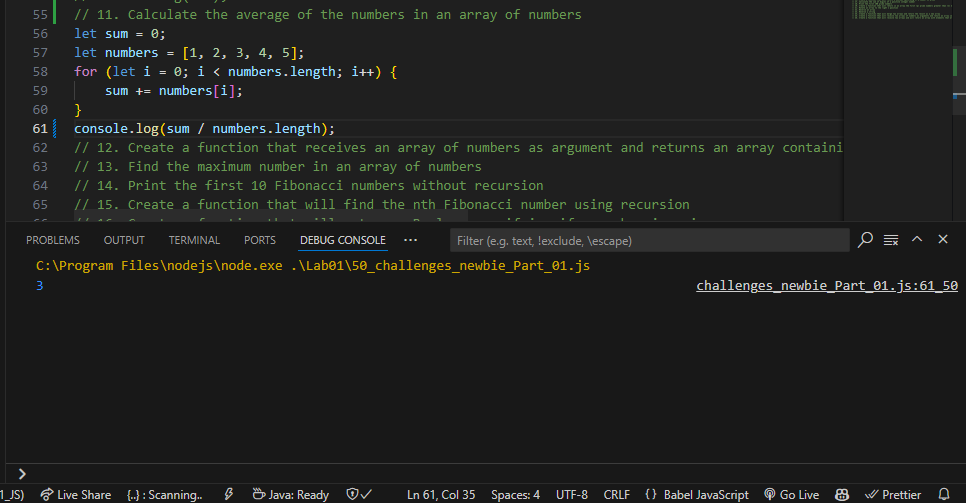 55 // 11. Calculate the average of the numbers in an array of numbers
56 let sum = 0;
57 let numbers = [1, 2, 3, 4, 5];
58 for (let i = 0; i < numbers.length; i++) {
59 sum += numbers[i];
60 }
61 console.log(sum / numbers.length);
62 // 12. Create a function that receives an array of numbers as argument and returns an array containi
63 // 13. Find the maximum number in an array of numbers
64 // 14. Print the first 10 Fibonacci numbers without recursion
65 // 15. Create a function that will find the nth Fibonacci number using recursion
PROBLEMS OUTPUT TERMINAL PORTS DEBUG CONSOLE ··· Filter (e.g. text, !exclude, \escape)
C:\Program Files\nodejs\node.exe .\Lab01\50_challenges_newbie_Part_01.js
3 challenges_newbie_Part_01.js:61_50
1_JS) Live Share {..} : Scanning.. Java: Ready Ln 61, Col 35 Spaces: 4 UTF-8 CRLF {} Babel JavaScript Go Live Prettier